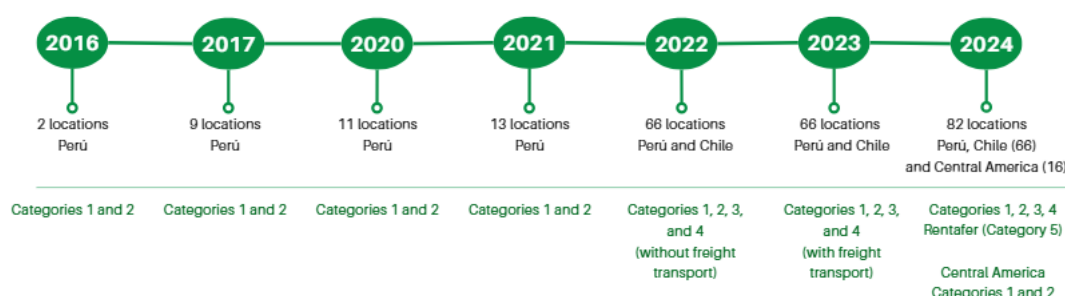 2016
2017
2020
2021
2022
2023
2024
2 locations
Perú
9 locations
Perú
11 locations
Perú
13 locations
Perú
66 locations
Perú and Chile
66 locations
Perú and Chile
82 locations
Perú, Chile (66)
and Central America (16)
Categories 1 and 2
Categories 1 and 2
Categories 1 and 2
Categories 1 and 2
Categories 1, 2, 3,
and 4
(without freight
transport)
Categories 1, 2, 3,
and 4
(with freight
transport)
Categories 1, 2, 3, 4
Rentafer (Category 5)
Central America
Categories 1 and 2